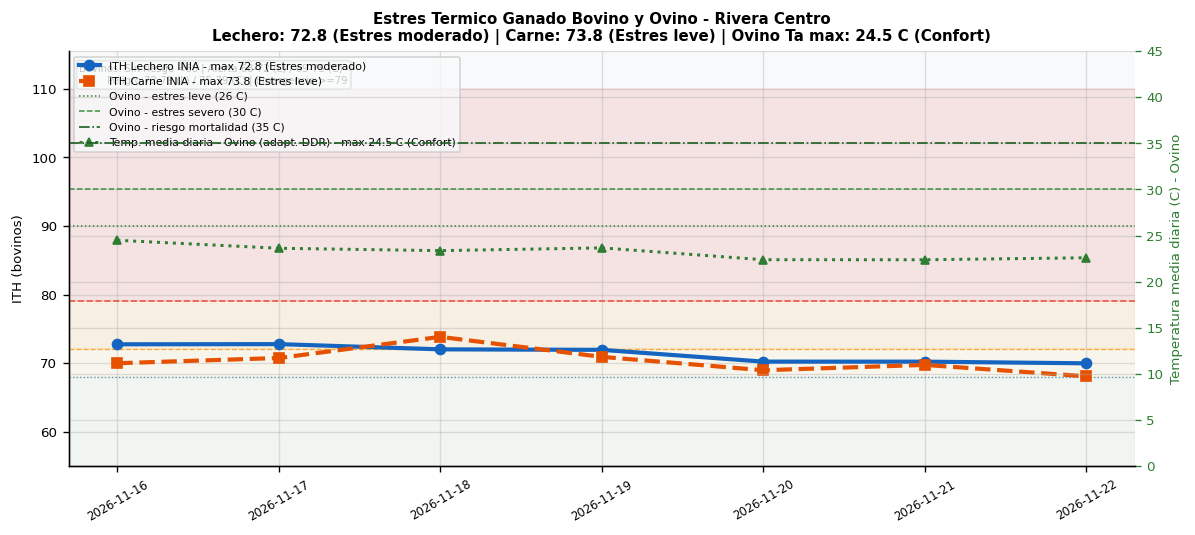 Estres Termico Ganado Bovino y Ovino - Rivera Centro
Lechero: 72.8 (Estres moderado) | Carne: 73.8 (Estres leve) | Ovino Ta max: 24.5 C (Confort)
ITH Lechero INIA - max 72.8 (Estres moderado)
ITH Carne INIA - max 73.8 (Estres leve)
Ovino - estres leve (26 C)
Ovino - estres severo (30 C)
Ovino - riesgo mortalidad (35 C)
Temp. media diaria - Ovino (adapt. DDR) - max 24.5 C (Confort)
>=79
ITH (bovinos)
110
100
90
80
70
60
45
40
35
30
25
20
15
10
5
0
Temperatura media diaria (C) - Ovino
2026-11-16
2026-11-17
2026-11-18
2026-11-19
2026-11-20
2026-11-21
2026-11-22